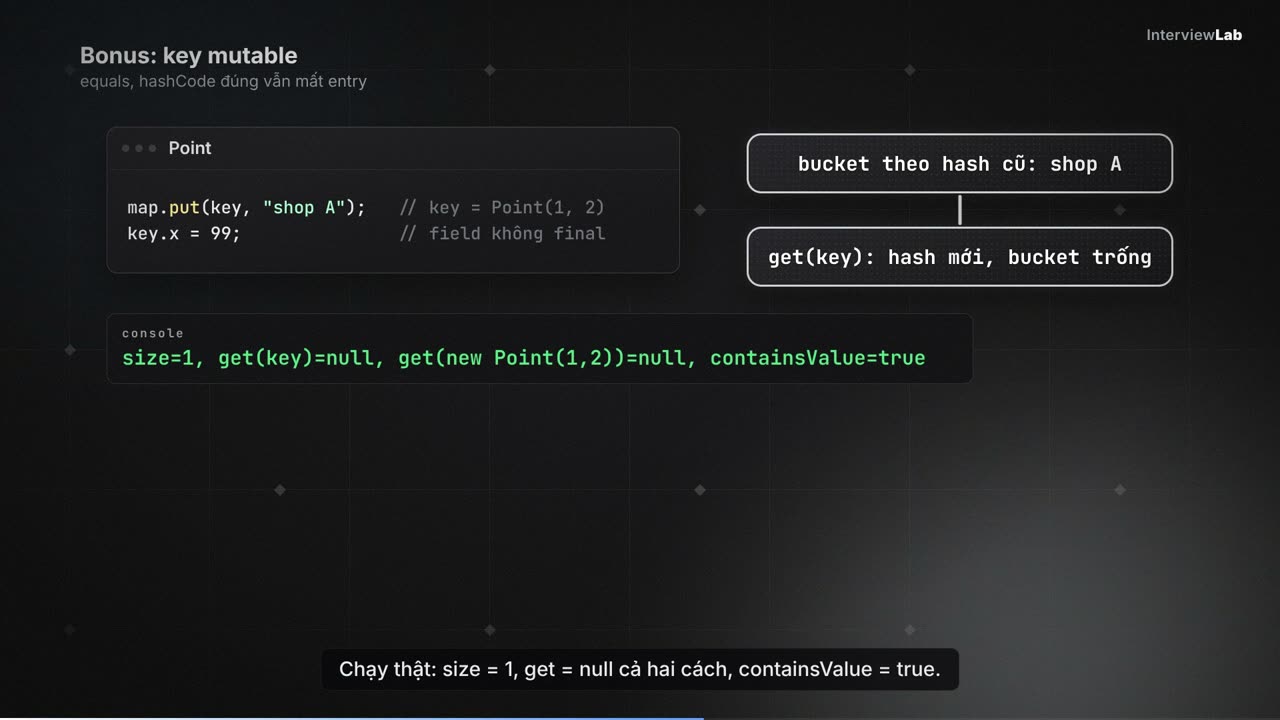 InterviewLab
Bonus: key mutable
equals, hashCode đúng vẫn mất entry
Point
map.put(key, "shop A");   // key = Point(1, 2)
key.x = 99;               // field không final
bucket theo hash cũ: shop A
get(key): hash mới, bucket trống
console
size=1, get(key)=null, get(new Point(1,2))=null, containsValue=true
Chạy thật: size = 1, get = null cả hai cách, containsValue = true.